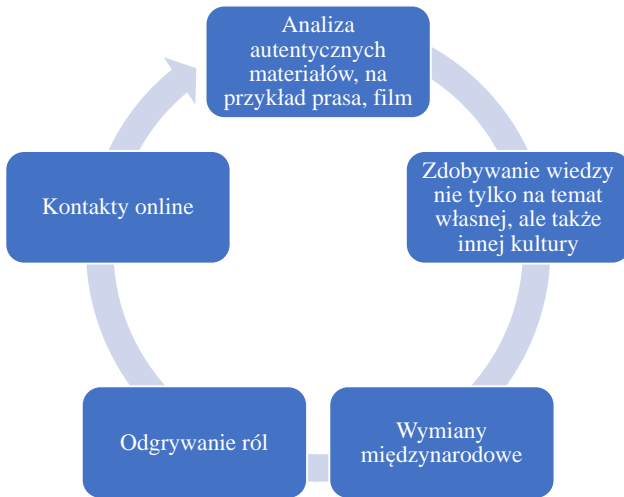 Analiza
autentycznych
materiałów, na
przykład prasa, film
Zdobywanie wiedzy
nie tylko na temat
własnej, ale także
innej kultury
Wymiany
międzynarodowe
Odgrywanie ról
Kontakty online